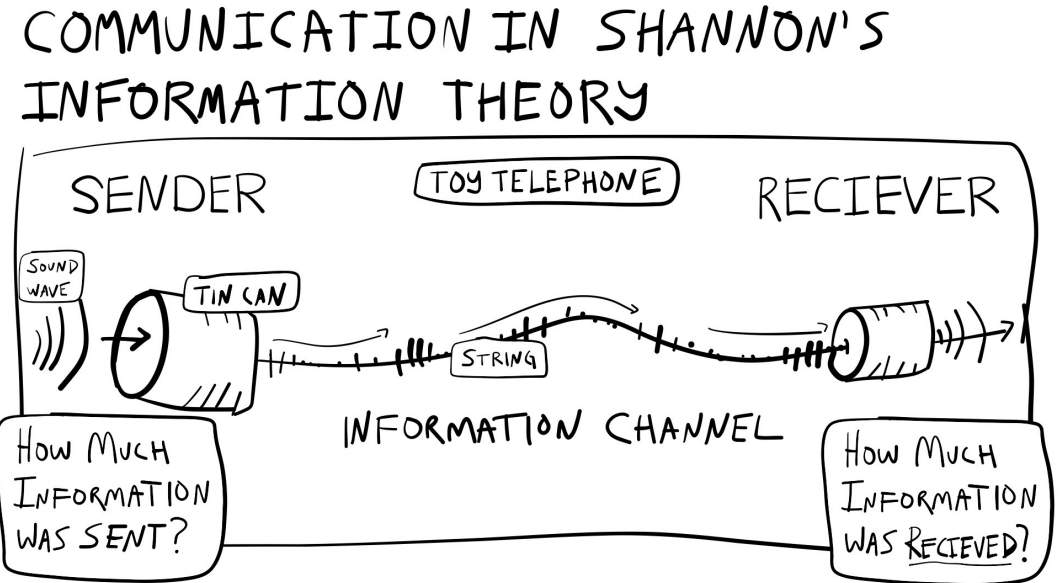 COMMUNICATION IN SHANNON'S
INFORMATION THEORY
SENDER
TOY TELEPHONE
RECIEVER
SOUND
WAVE
TIN CAN
STRING
INFORMATION CHANNEL
HOW MUCH
INFORMATION
WAS SENT?
HOW MUCH
INFORMATION
WAS RECIEVED?